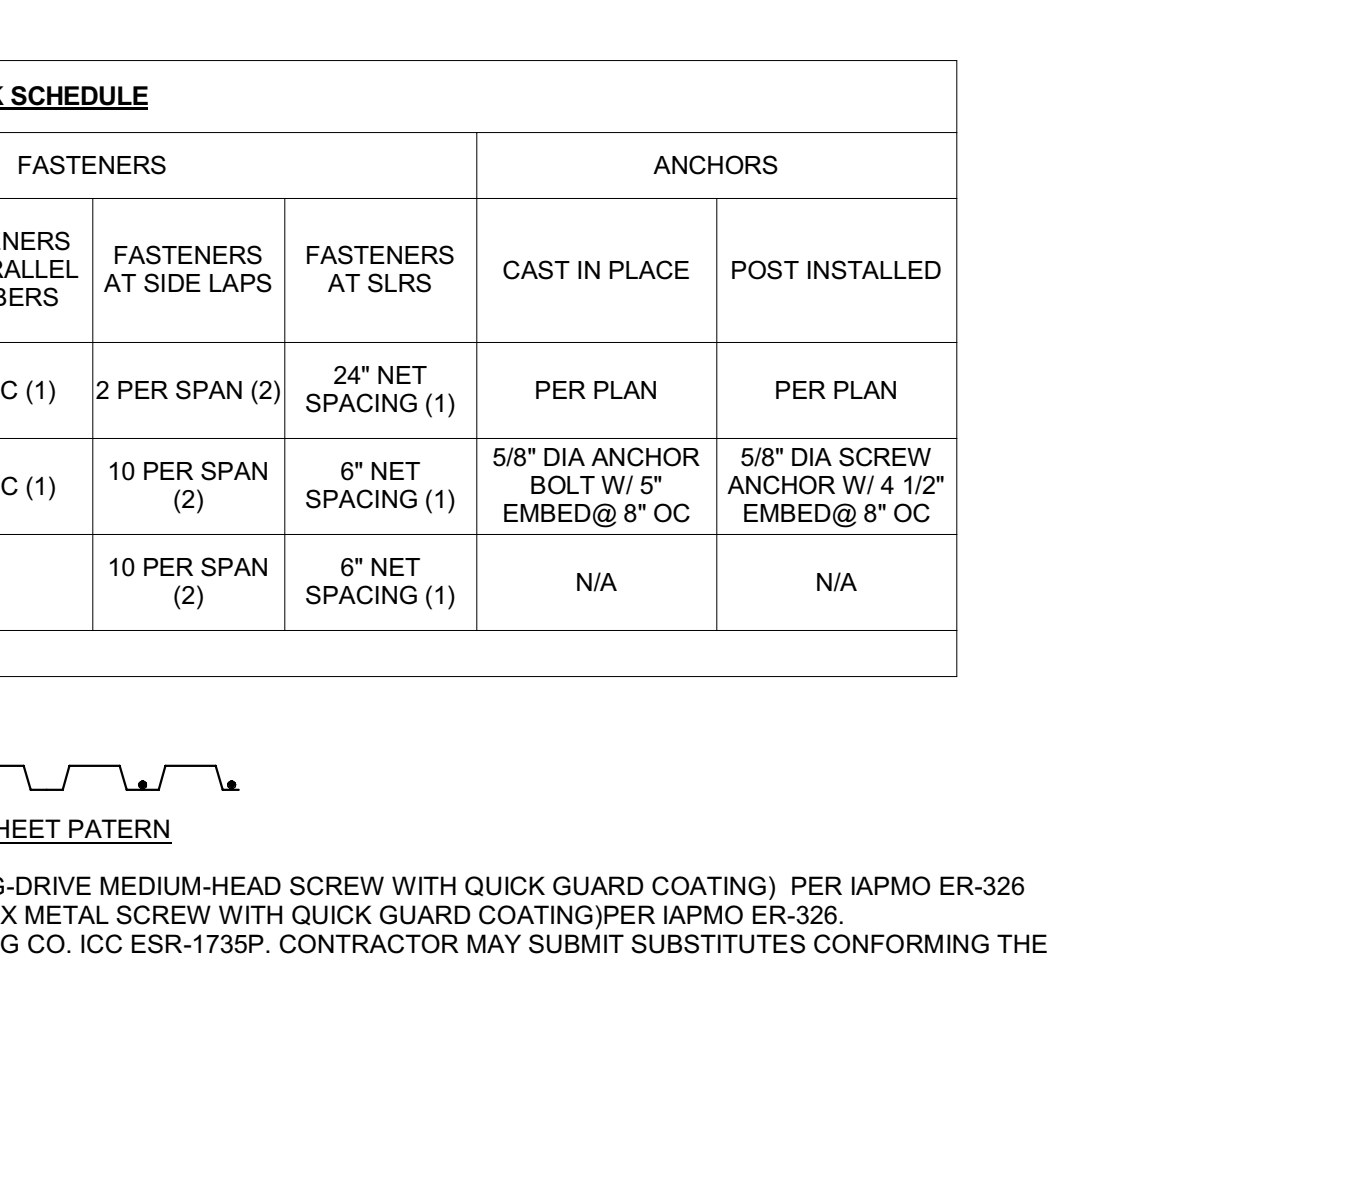 SCHEDULE
FASTENERS
ANCHORS
FASTENERS
AT SIDE LAPS
FASTENERS
AT SLRS
CAST IN PLACE
POST INSTALLED
C (1)
2 PER SPAN (2)
24" NET
SPACING (1)
PER PLAN
PER PLAN
C (1)
10 PER SPAN
(2)
6" NET
SPACING (1)
5/8" DIA ANCHOR
BOLT W/ 5"
EMBED@ 8" OC
5/8" DIA SCREW
ANCHOR W/ 4 1/2"
EMBED@ 8" OC
10 PER SPAN
(2)
6" NET
SPACING (1)
N/A
N/A
HEET PATERN
G-DRIVE MEDIUM-HEAD SCREW WITH QUICK GUARD COATING) PER IAPMO ER-326
X METAL SCREW WITH QUICK GUARD COATING)PER IAPMO ER-326.
G CO. ICC ESR-1735P. CONTRACTOR MAY SUBMIT SUBSTITUTES CONFORMING THE